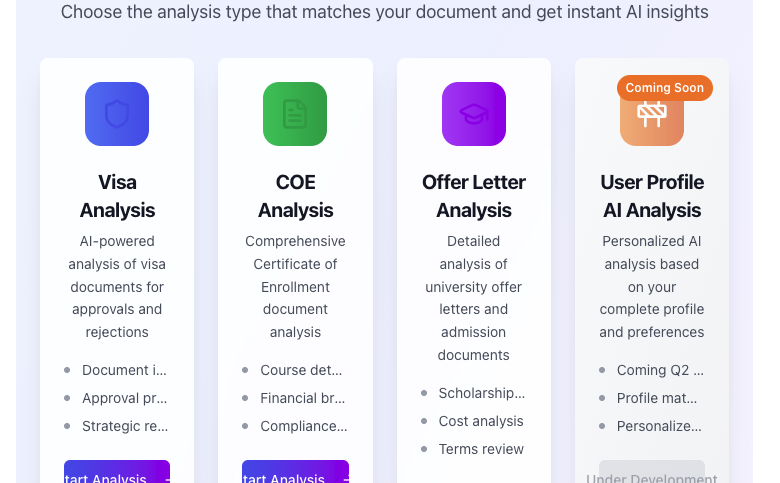 Choose the analysis type that matches your document and get instant AI insights
Visa
Analysis
AI-powered
analysis of visa
documents for
approvals and
rejections
Document i...
Approval pr...
Strategic re...
tart Analysis
COE
Analysis
Comprehensive
Certificate of
Enrollment
document
analysis
Course det...
Financial br...
Compliance...
tart Analysis
Offer Letter
Analysis
Detailed
analysis of
university offer
letters and
admission
documents
Scholarship...
Cost analysis
Terms review
Coming Soon
User Profile
AI Analysis
Personalized AI
analysis based
on your
complete profile
and preferences
Coming Q2 ...
Profile mat...
Personalize...
Under Development